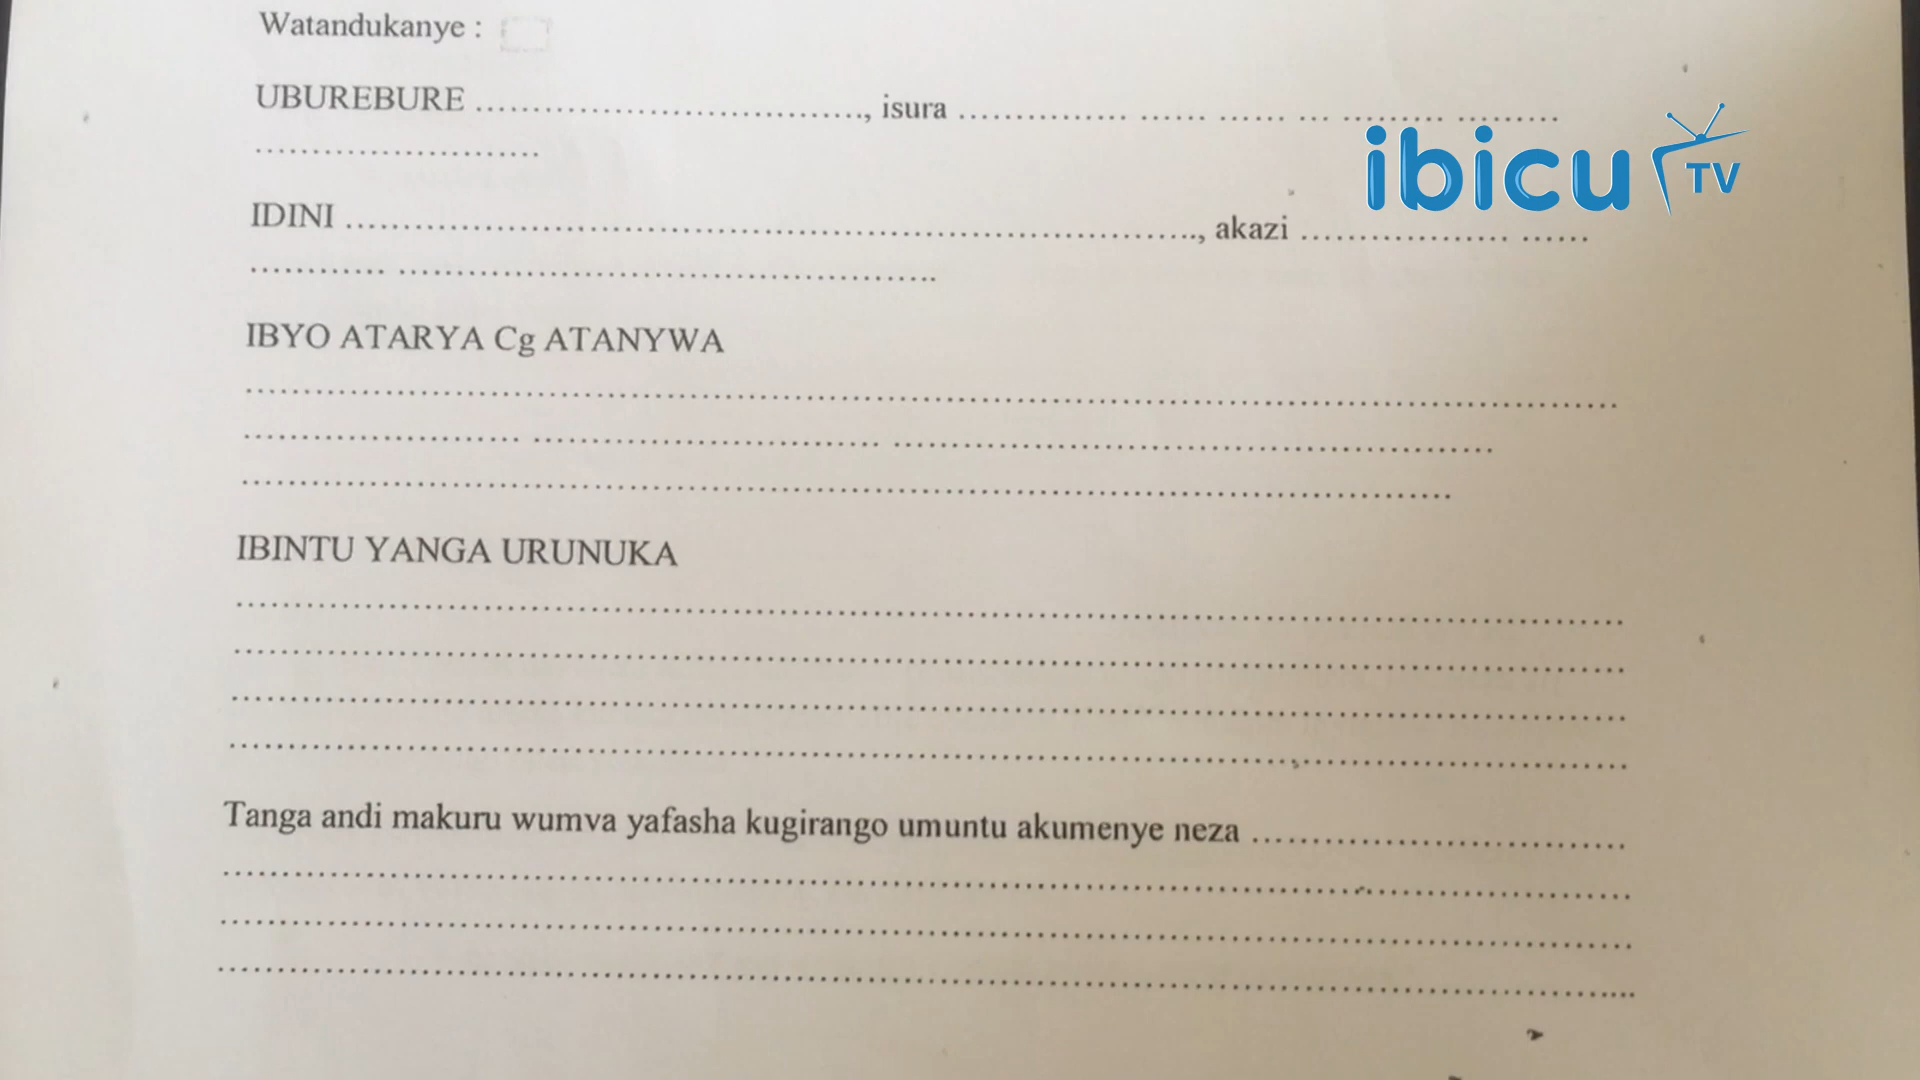 Watandukanye :
UBUREBURE ……………………………., isura …………… …… …… … ……… ………
…………………….
IDINI …………………………………………………………………., akazi ……………… ……
………… ……………………………………….
IBYO ATARYA Cg ATANYWA
……………………………………………………………………………………………………………
…………………… ………………………… ………………………………………………
………………………………………………………………………………………………
IBINTU YANGA URUNUKA
……………………………………………………………………………………………………………
……………………………………………………………………………………………………………
……………………………………………………………………………………………………………
……………………………………………………………………………………………………………
Tanga andi makuru wumva yafasha kugirango umuntu akumenye neza ……………………………
………………………………………………………………………………………………………………
………………………………………………………………………………………………………………
………………………………………………………………………………………………………………
ibicu TV